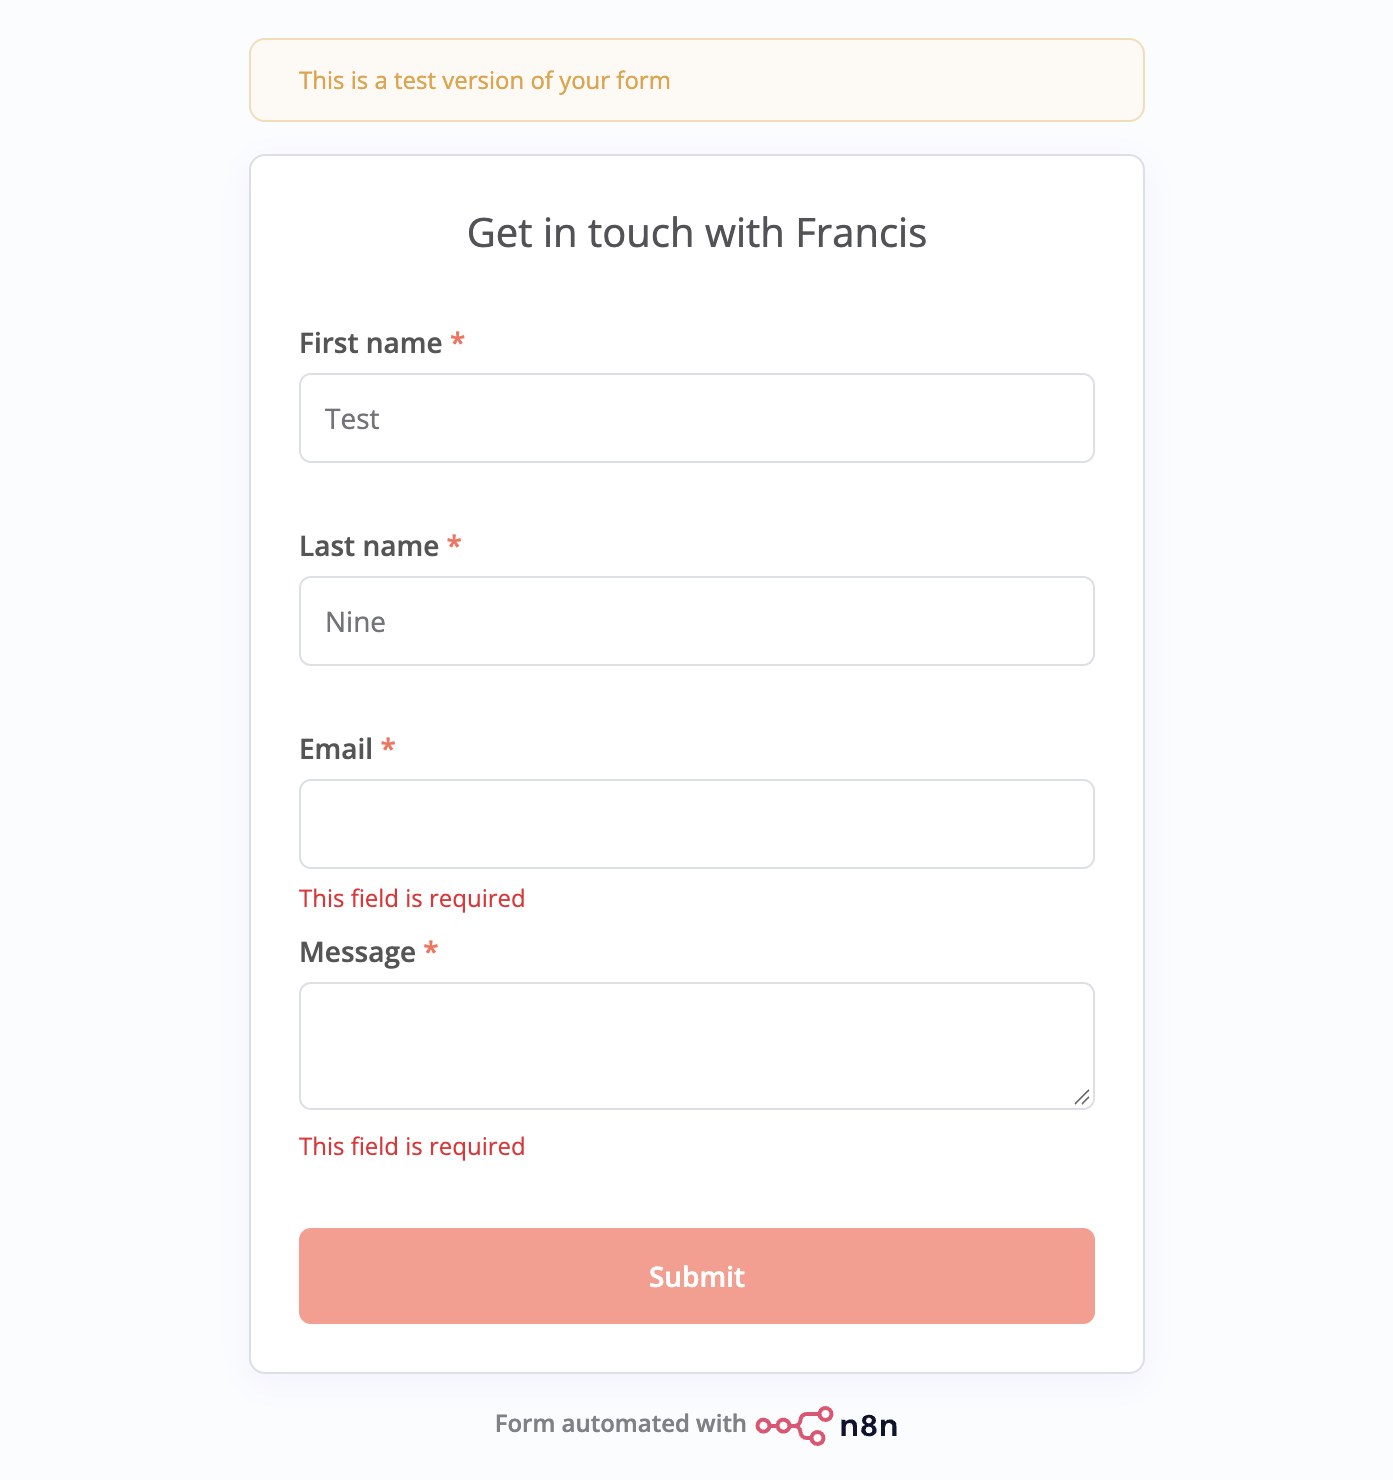 This is a test version of your form
Get in touch with Francis
First name *
Test
Last name *
Nine
Email *
This field is required
Message *
This field is required
Submit
Form automated with n8n